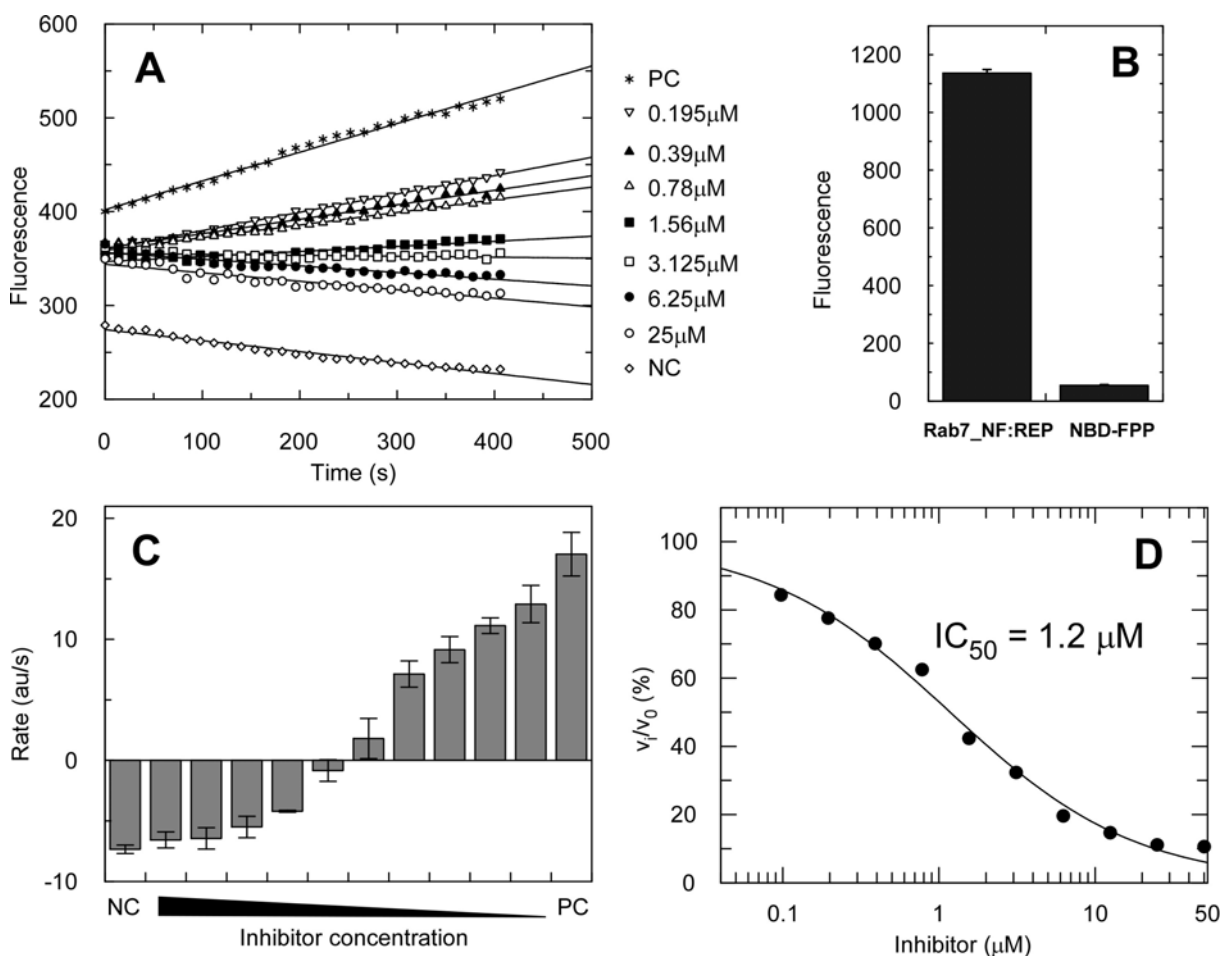 A
600
500
400
300
200
Fluorescence
0 100 200 300 400 500
Time (s)
PC
0.195μM
0.39μM
0.78μM
1.56μM
3.125μM
6.25μM
25μM
NC
B
1200
1000
800
600
400
200
0
Fluorescence
Rab7_NF:REP NBD-FPP
C
20
10
0
-10
Rate (au/s)
NC PC
Inhibitor concentration
D
100
80
60
40
20
0
vᵢ/v₀ (%)
IC₅₀ = 1.2 μM
0.1 1 10 50
Inhibitor (μM)